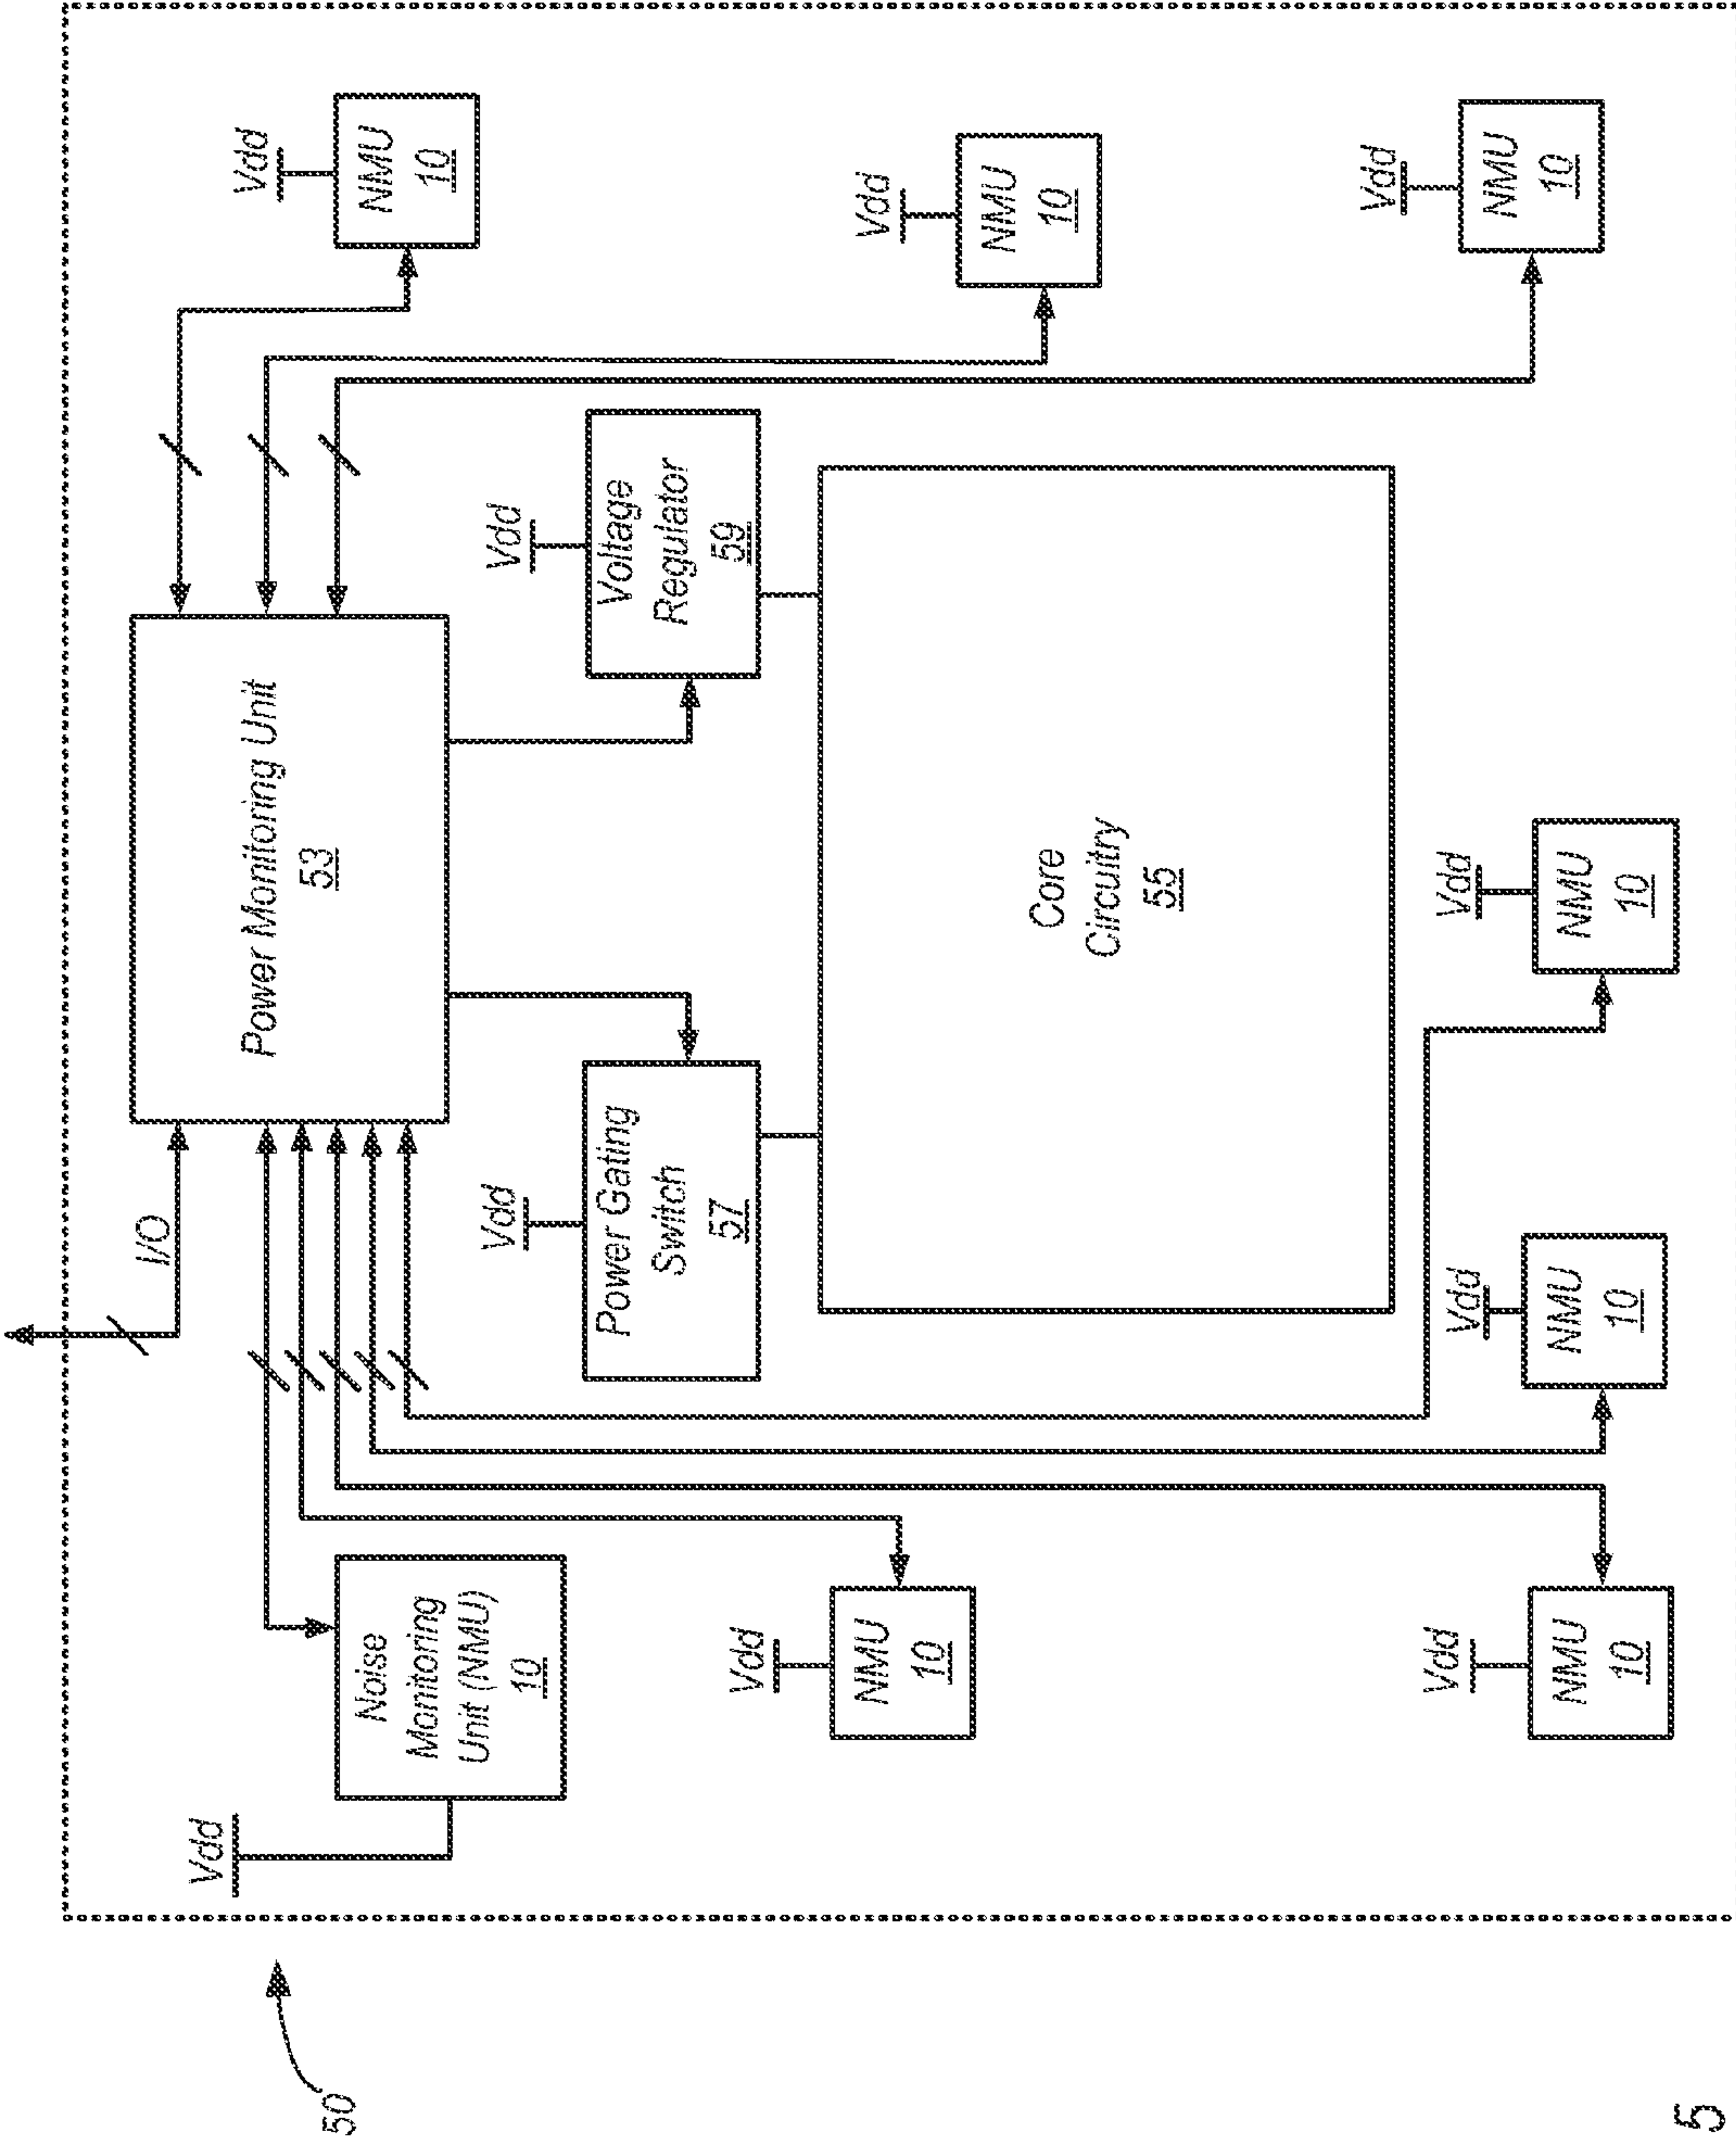 50
I/O
Power Monitoring Unit
53
Vdd
Noise
Monitoring
Unit (NMU)
10
Vdd
NMU
10
Vdd
Power Gating
Switch
57
Vdd
Voltage
Regulator
59
Vdd
NMU
10
Core
Circuitry
55
Vdd
NMU
10
Vdd
NMU
10
Vdd
NMU
10
Vdd
NMU
10
Vdd
NMU
10
5